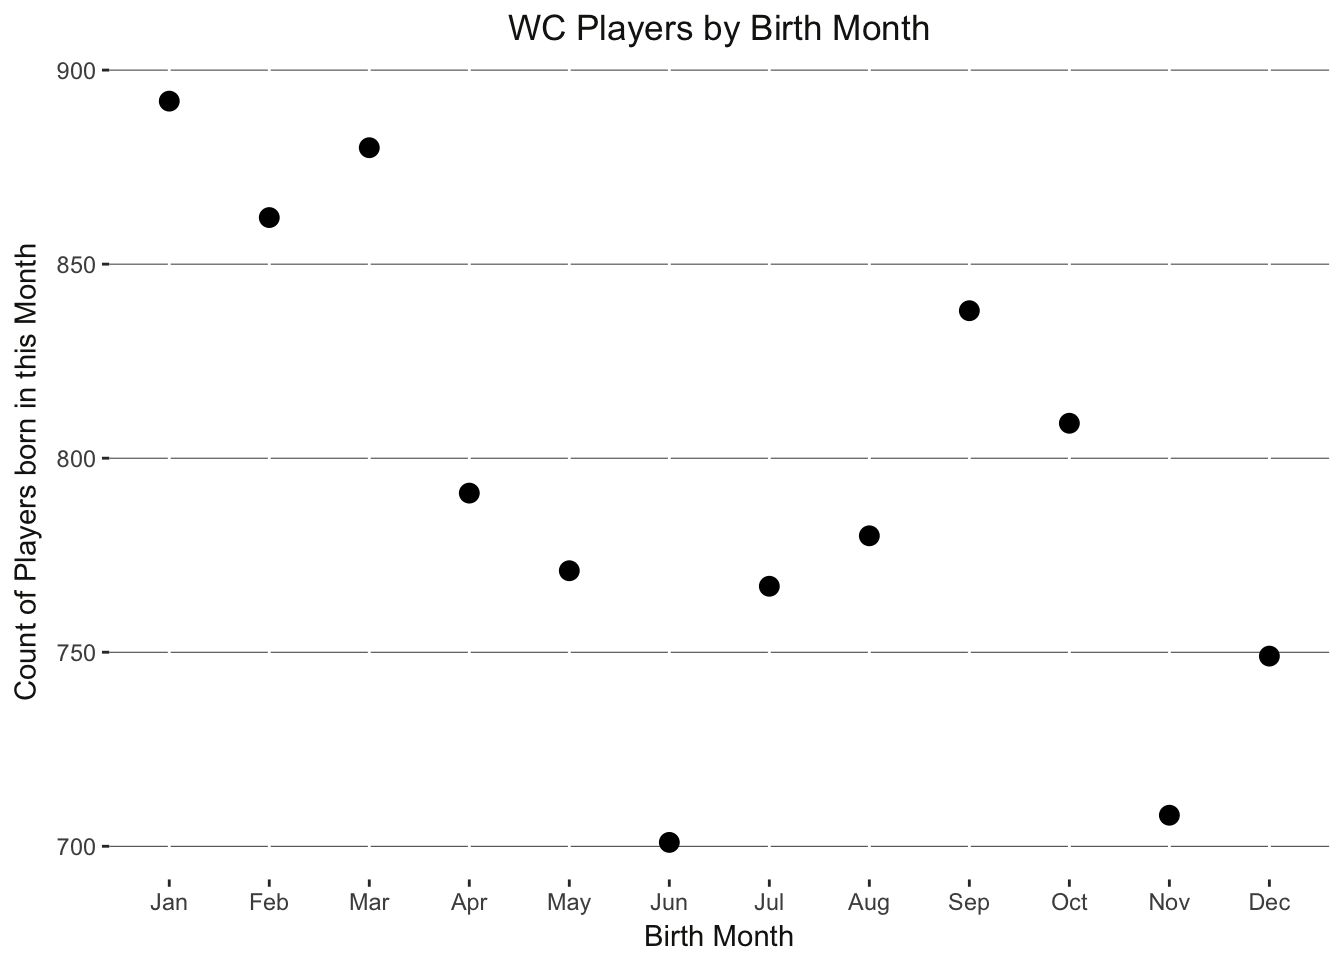 WC Players by Birth Month
Count of Players born in this Month
900
850
800
750
700
Jan Feb Mar Apr May Jun Jul Aug Sep Oct Nov Dec
Birth Month